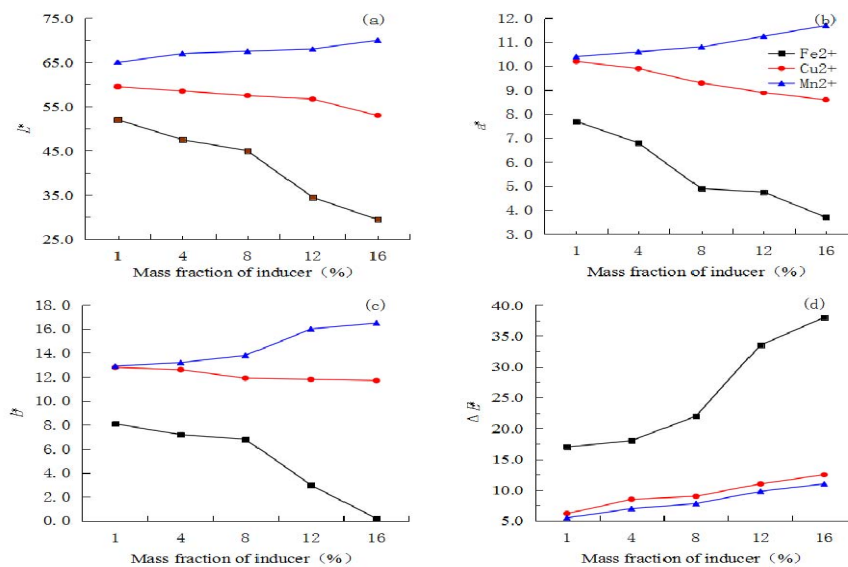 (a)
75.0
65.0
55.0
45.0
35.0
25.0
L*
1 4 8 12 16
Mass fraction of inducer (%)
(b)
12.0
11.0
10.0
9.0
8.0
7.0
6.0
5.0
4.0
3.0
a*
Fe2+
Cu2+
Mn2+
1 4 8 12 16
Mass fraction of inducer (%)
(c)
18.0
16.0
14.0
12.0
10.0
8.0
6.0
4.0
2.0
0.0
b*
1 4 8 12 16
Mass fraction of inducer (%)
(d)
40.0
35.0
30.0
25.0
20.0
15.0
10.0
5.0
Δ E*
1 4 8 12 16
Mass fraction of inducer (%)